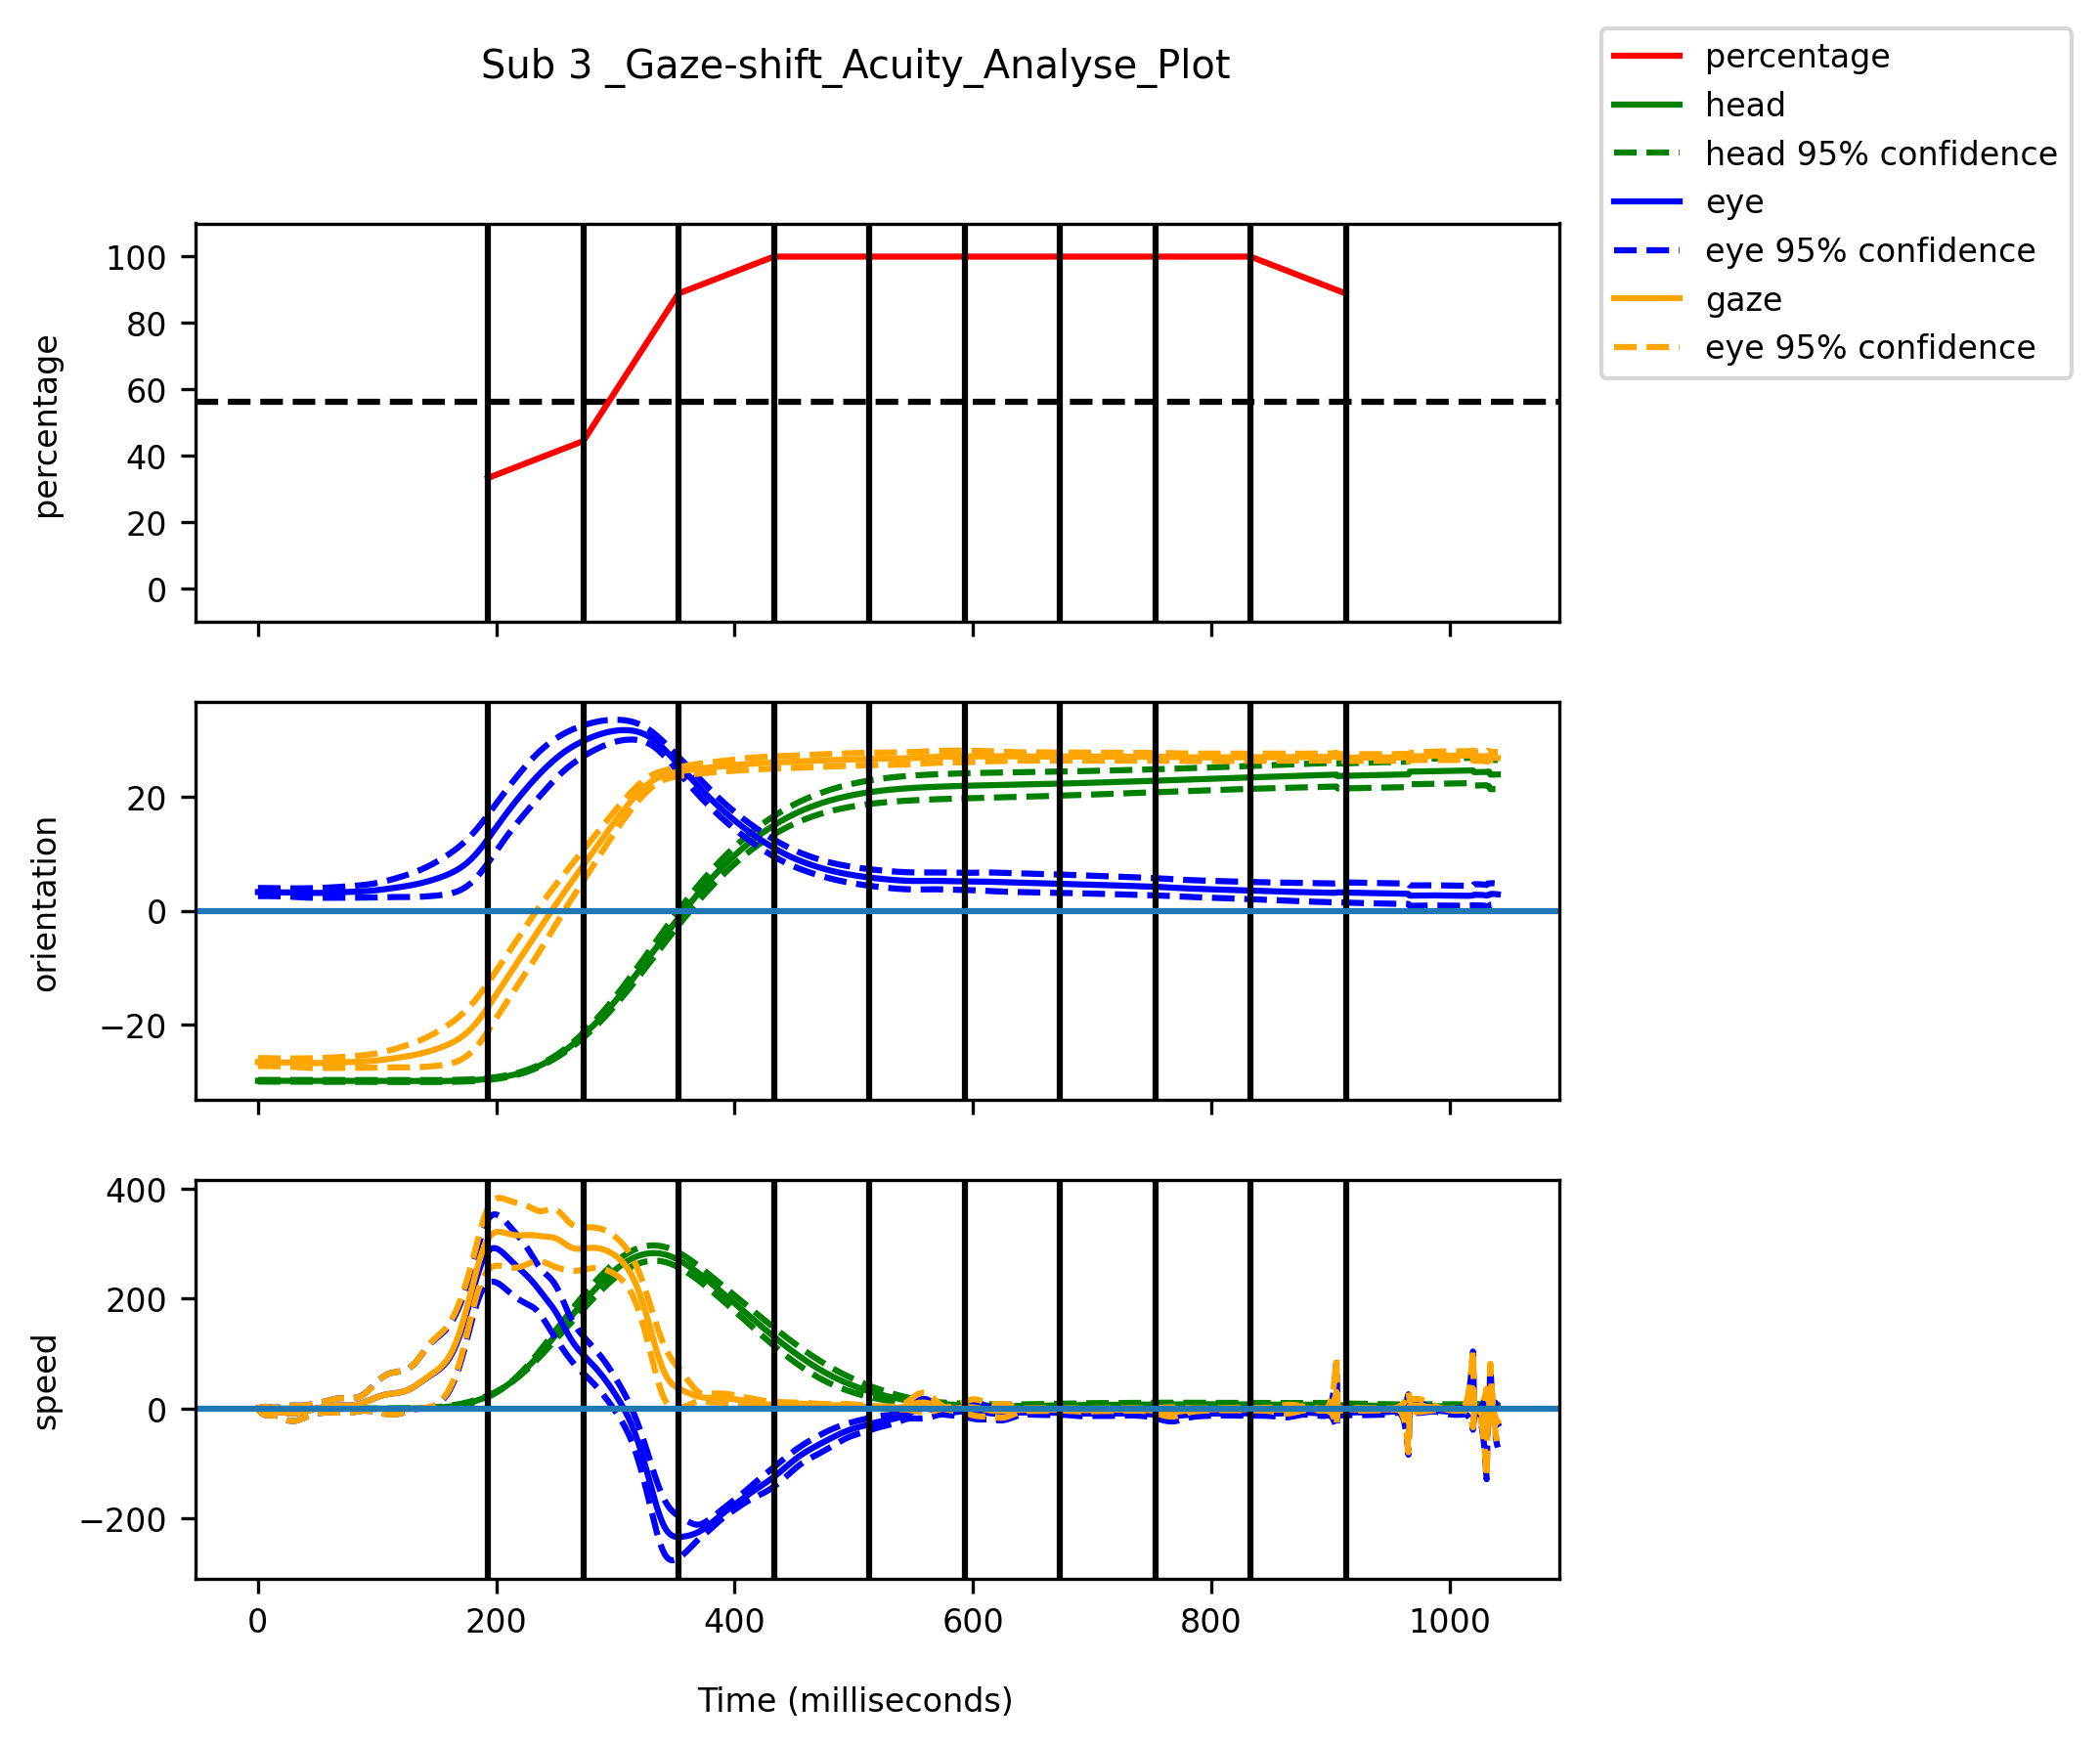 Sub 3 _Gaze-shift_Acuity_Analyse_Plot
percentage
head
head 95% confidence
eye
eye 95% confidence
gaze
eye 95% confidence
percentage
100
80
60
40
20
0
orientation
20
0
−20
speed
400
200
0
−200
0 200 400 600 800 1000
Time (milliseconds)